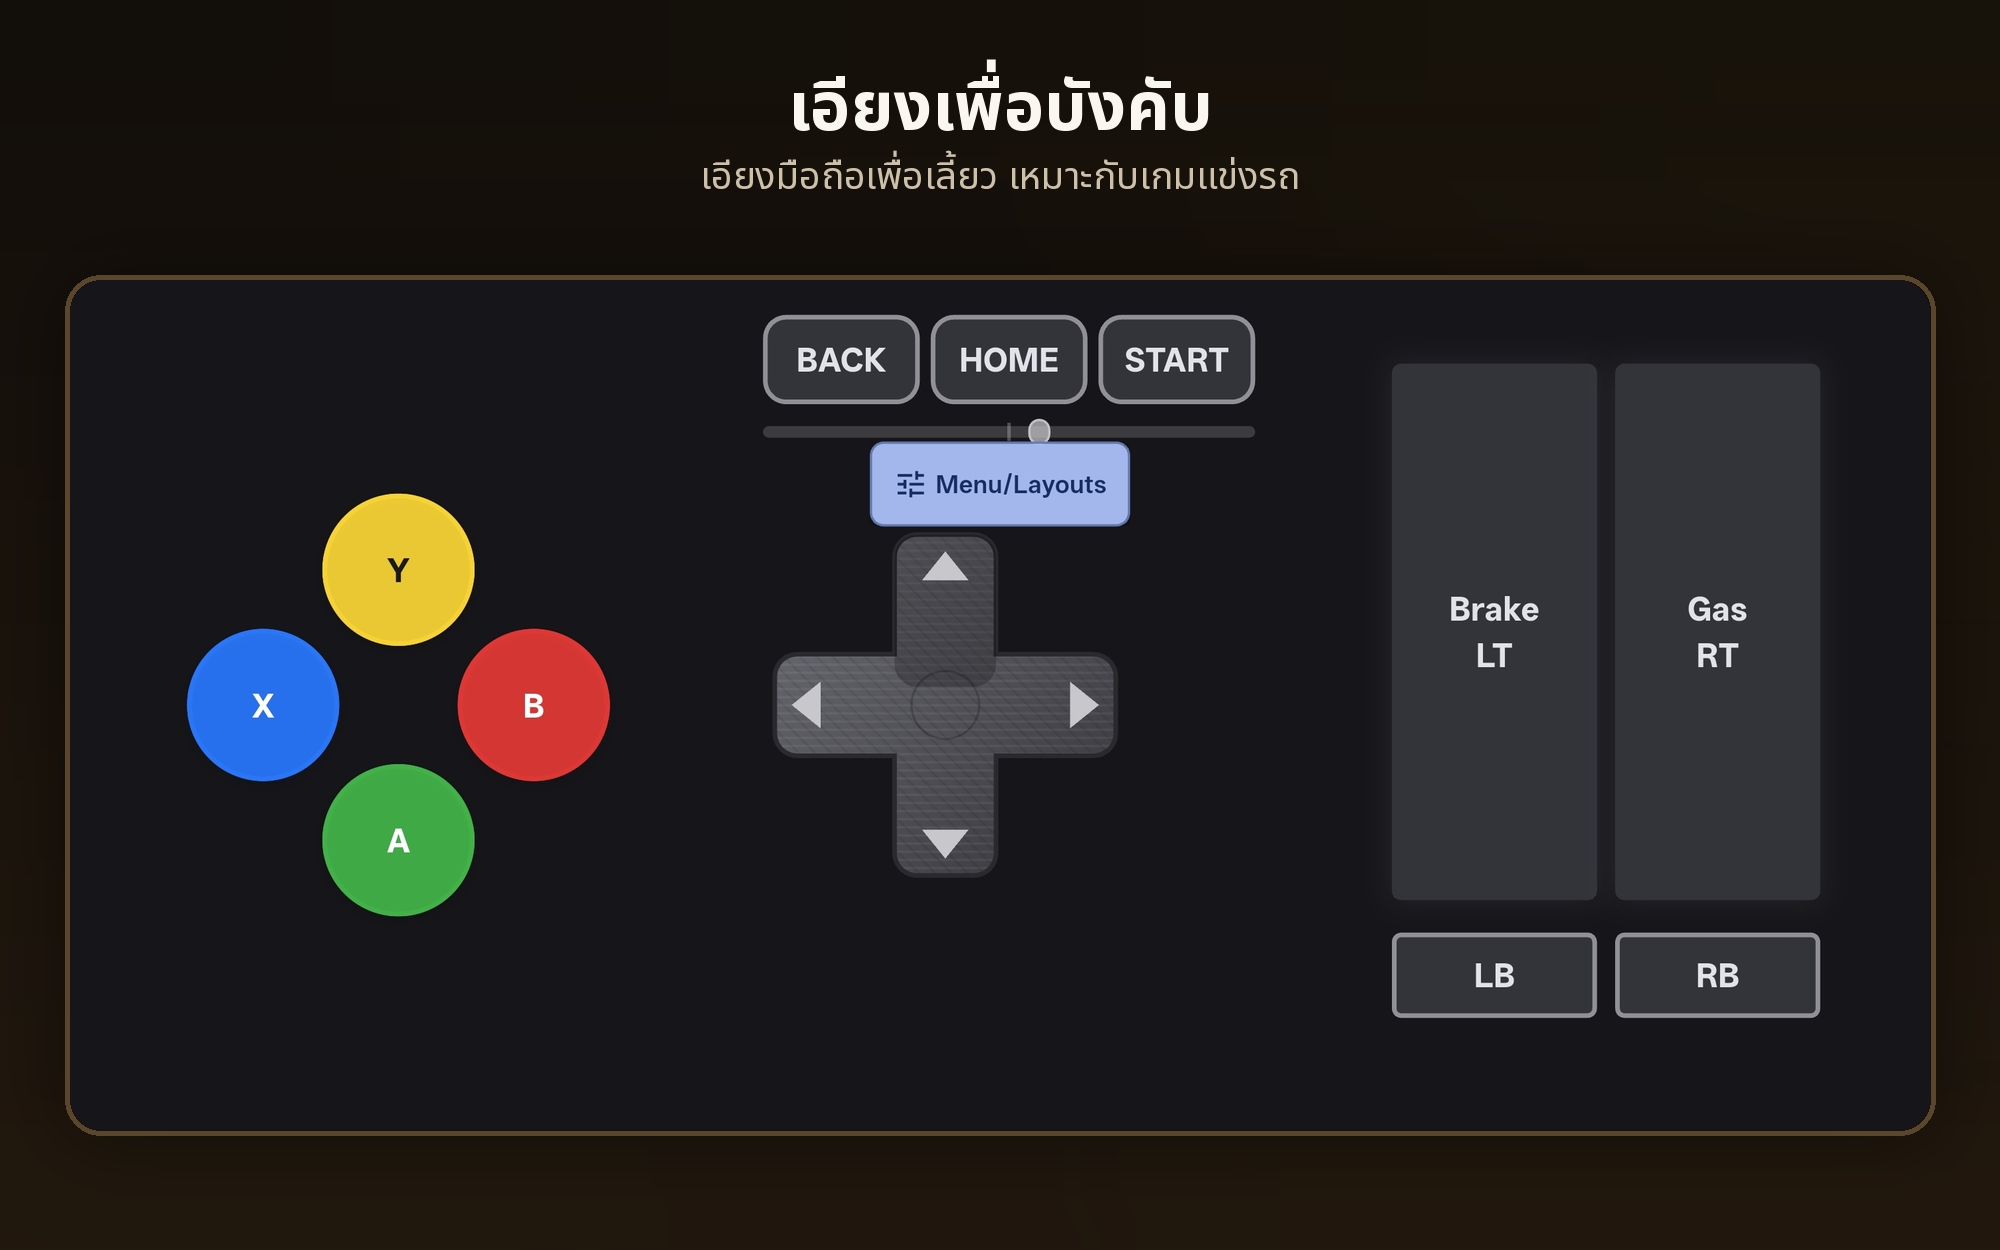 เอียงเพื่อบังคับ
เอียงมือถือเพื่อเลี้ยว เหมาะกับเกมแข่งรถ
BACK
HOME
START
Menu/Layouts
Y
X
B
A
Brake
LT
Gas
RT
LB
RB